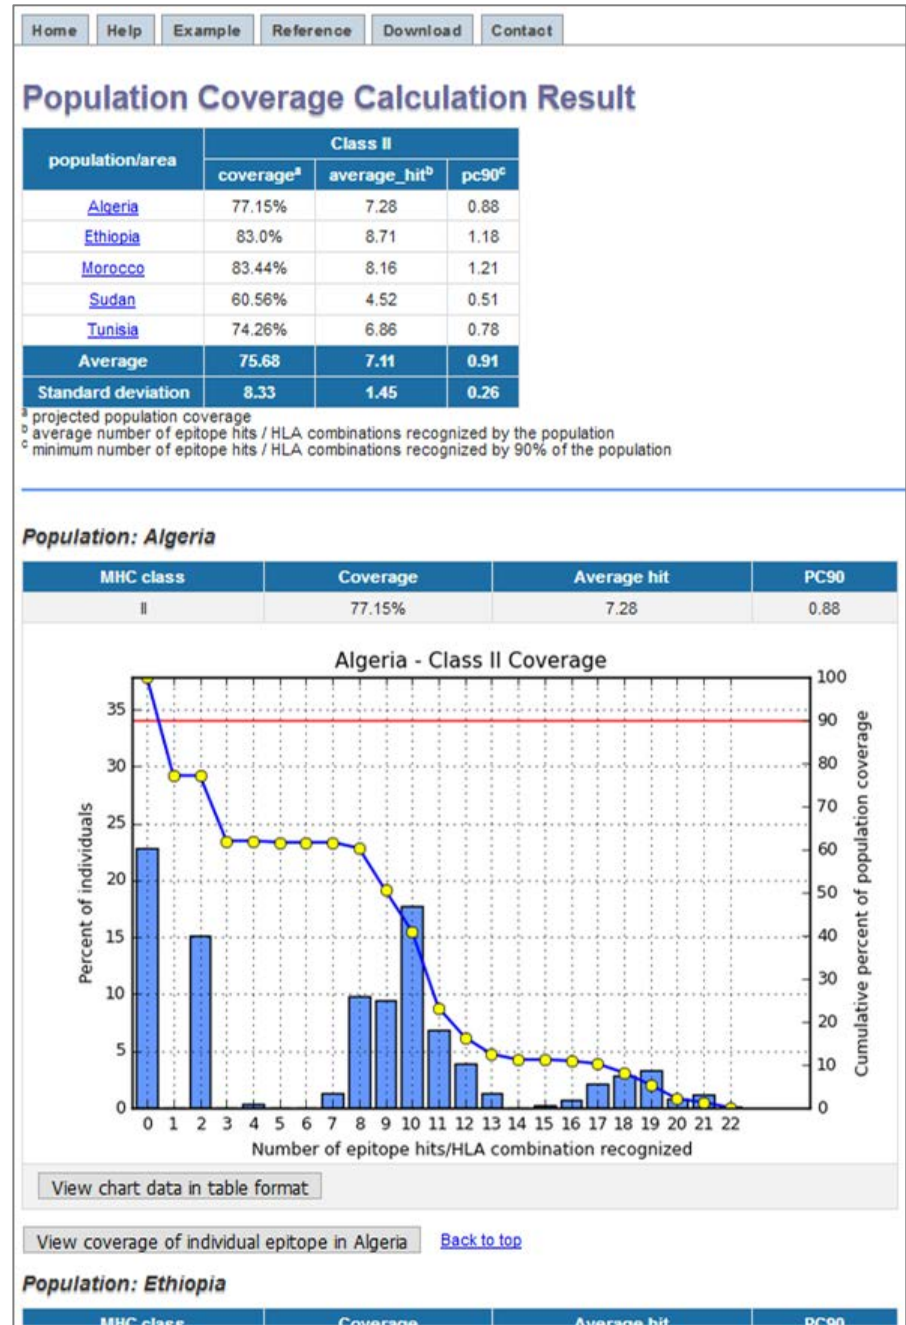 Home Help Example Reference Download Contact
Population Coverage Calculation Result
population/area Class II
coverageᵃ average_hitᵇ pc90ᶜ
Algeria 77.15% 7.28 0.88
Ethiopia 83.0% 8.71 1.18
Morocco 83.44% 8.16 1.21
Sudan 60.56% 4.52 0.51
Tunisia 74.26% 6.86 0.78
Average 75.68 7.11 0.91
Standard deviation 8.33 1.45 0.26
ᵃ projected population coverage
ᵇ average number of epitope hits / HLA combinations recognized by the population
ᶜ minimum number of epitope hits / HLA combinations recognized by 90% of the population
Population: Algeria
MHC class Coverage Average hit PC90
II 77.15% 7.28 0.88
Algeria - Class II Coverage
Percent of individuals
35
30
25
20
15
10
5
0
100
90
80
70
60
50
40
30
20
10
0
Cumulative percent of population coverage
0 1 2 3 4 5 6 7 8 9 10 11 12 13 14 15 16 17 18 19 20 21 22
Number of epitope hits/HLA combination recognized
View chart data in table format
View coverage of individual epitope in Algeria Back to top
Population: Ethiopia
MHC class Coverage Average hit PC90